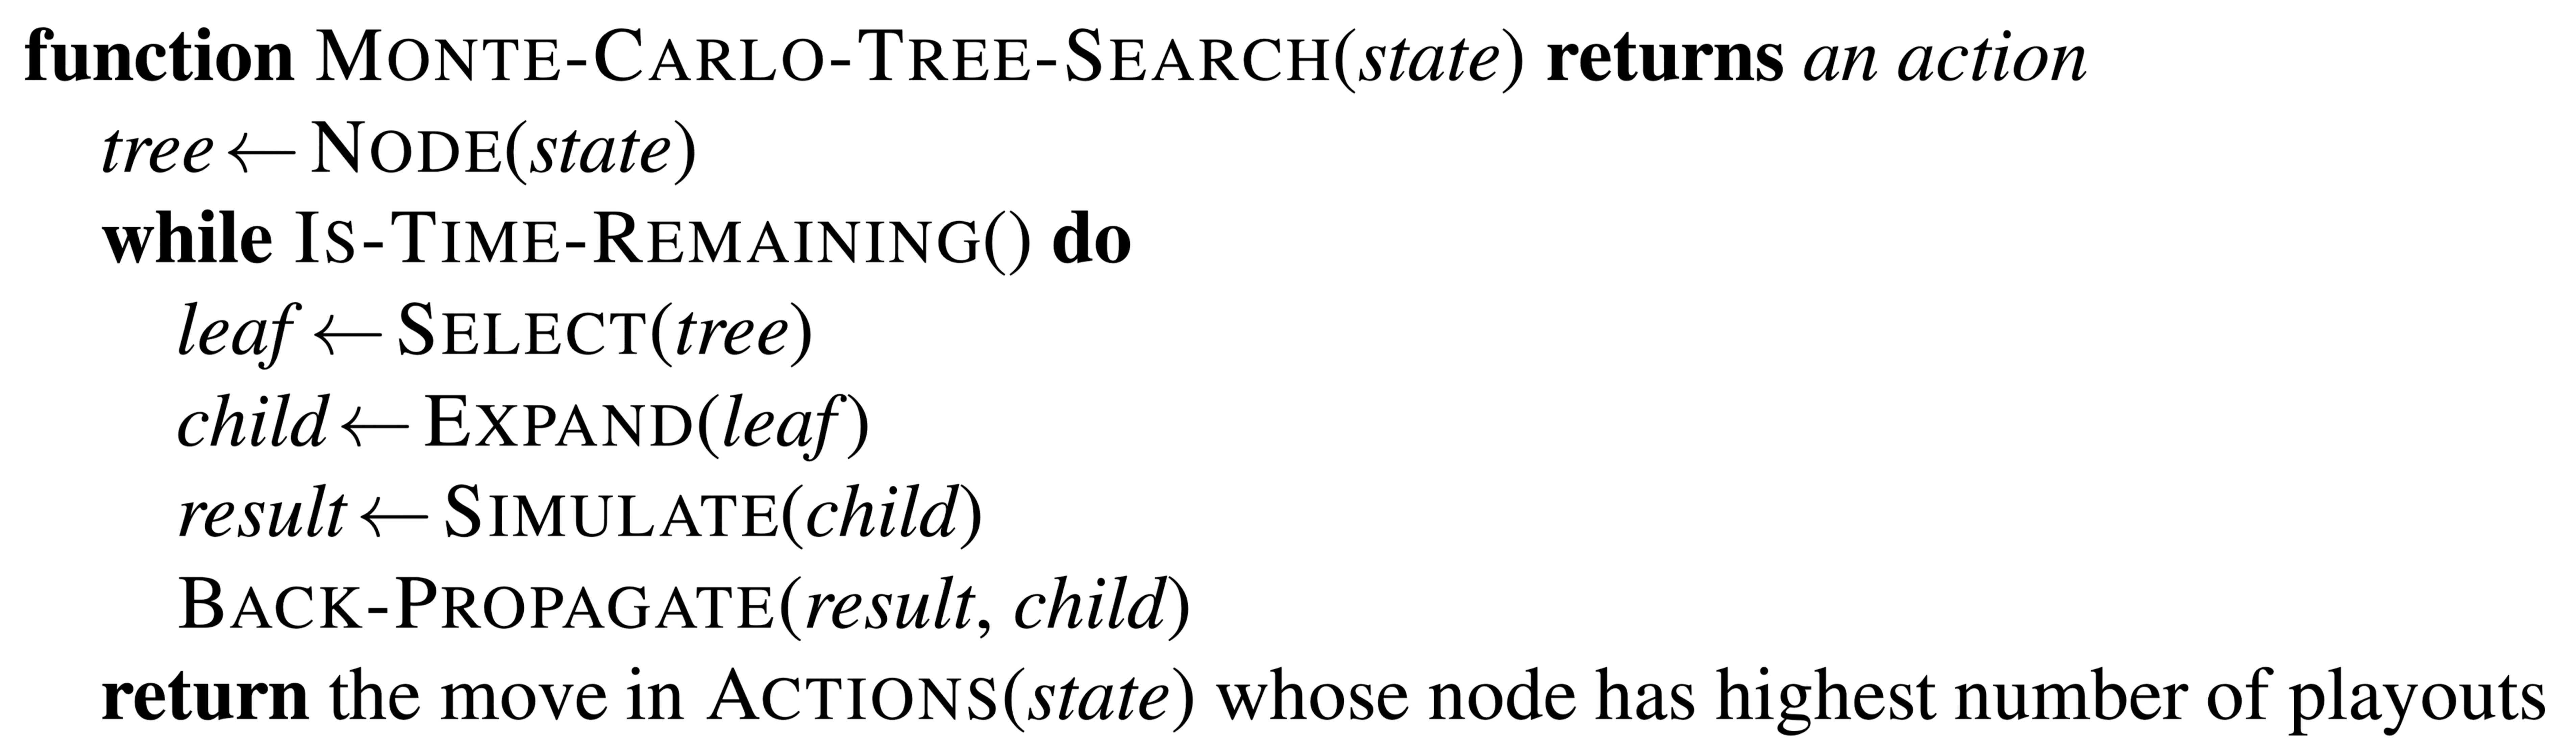 function MONTE-CARLO-TREE-SEARCH(state) returns an action
tree ← NODE(state)
while IS-TIME-REMAINING() do
leaf ← SELECT(tree)
child ← EXPAND(leaf)
result ← SIMULATE(child)
BACK-PROPAGATE(result, child)
return the move in ACTIONS(state) whose node has highest number of playouts